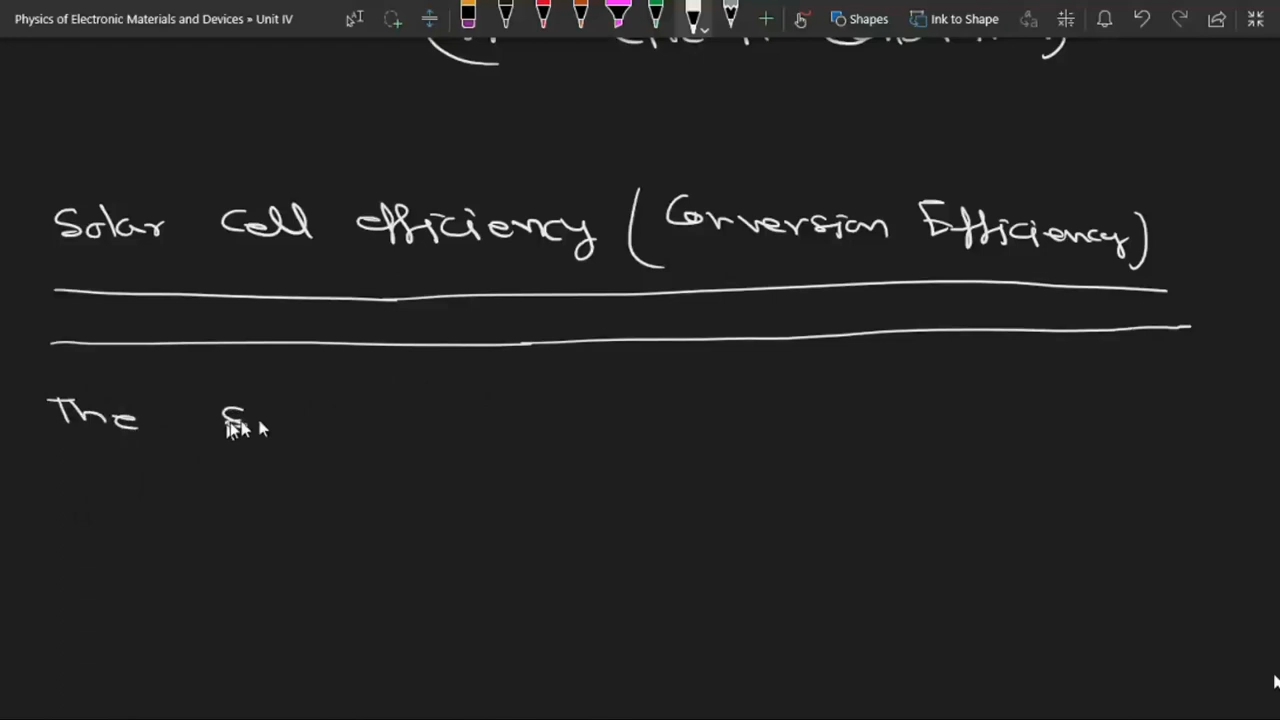 Physics of Electronic Materials and Devices » Unit IV
Shapes
Ink to Shape
Solar Cell efficiency (Conversion Efficiency)
The